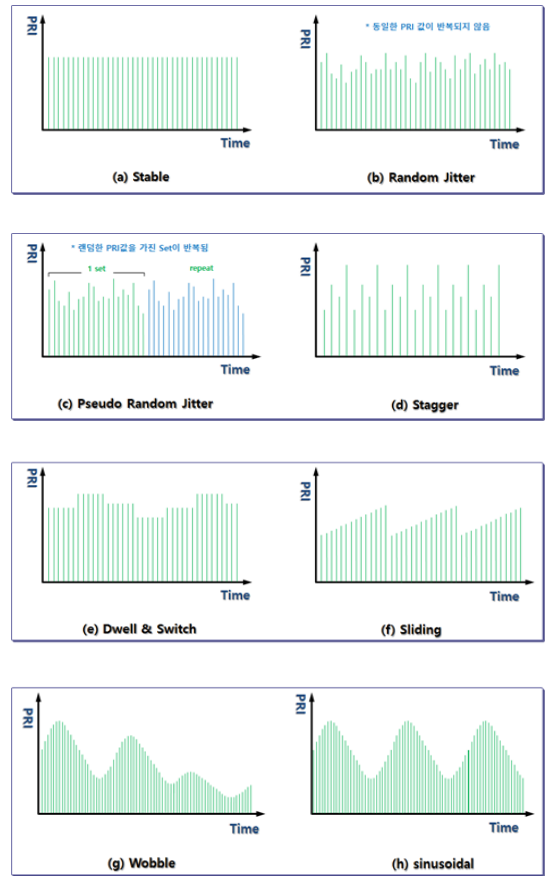 PRI
Time
(a) Stable
PRI
* 동일한 PRI 값이 반복되지 않음
Time
(b) Random Jitter
PRI
* 랜덤한 PRI값을 가진 Set이 반복됨
1 set
repeat
Time
(c) Pseudo Random Jitter
PRI
Time
(d) Stagger
PRI
Time
(e) Dwell & Switch
PRI
Time
(f) Sliding
PRI
Time
(g) Wobble
PRI
Time
(h) sinusoidal